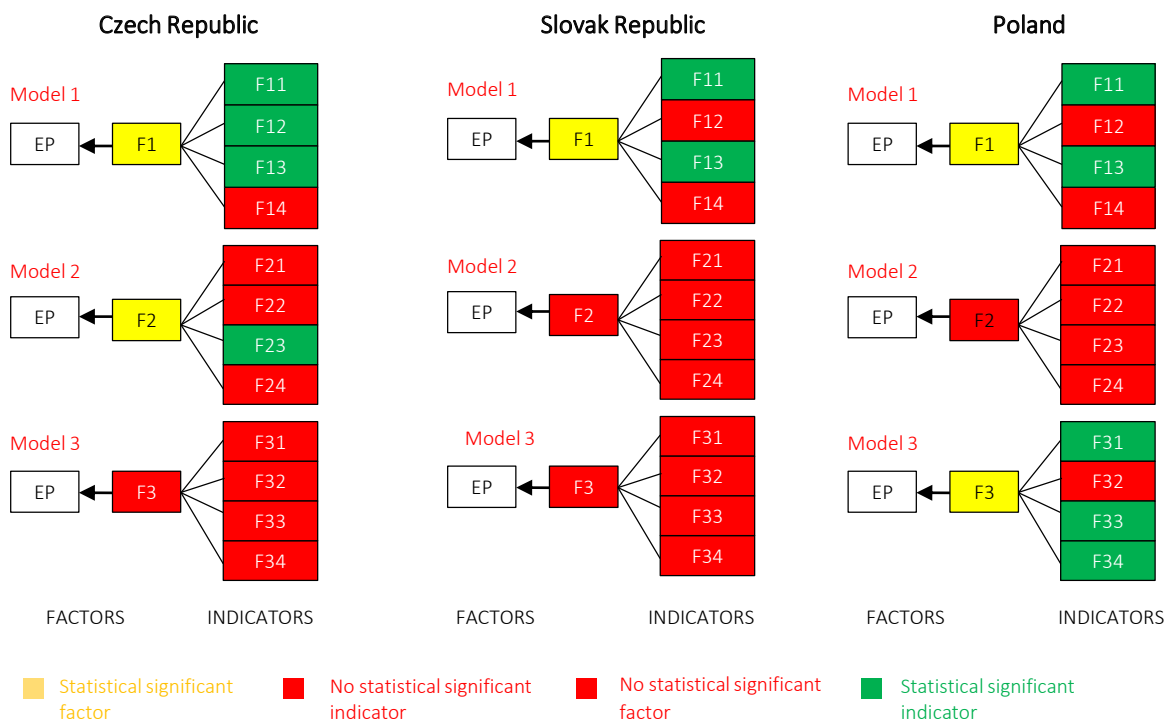 Czech Republic
Slovak Republic
Poland
Model 1
EP
F1
F11
F12
F13
F14
Model 2
EP
F2
F21
F22
F23
F24
Model 3
EP
F3
F31
F32
F33
F34
FACTORS
INDICATORS
Model 1
EP
F1
F11
F12
F13
F14
Model 2
EP
F2
F21
F22
F23
F24
Model 3
EP
F3
F31
F32
F33
F34
FACTORS
INDICATORS
Model 1
EP
F1
F11
F12
F13
F14
Model 2
EP
F2
F21
F22
F23
F24
Model 3
EP
F3
F31
F32
F33
F34
FACTORS
INDICATORS
Statistical significant
factor
No statistical significant
indicator
No statistical significant
factor
Statistical significant
indicator